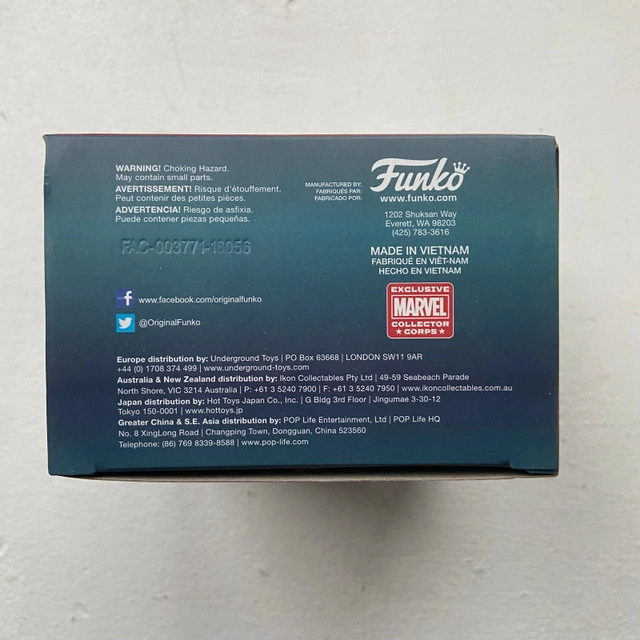 WARNING! Choking Hazard.
May contain small parts.
AVERTISSEMENT! Risque d'étouffement.
Peut contenir des petites pièces.
ADVERTENCIA! Riesgo de asfixia.
Puede contener piezas pequeñas.
FAC-003771-16056
www.facebook.com/originalfunko
@OriginalFunko
MANUFACTURED BY:
FABRIQUÉS PAR:
FABRICADO POR:
Funko
www.funko.com
1202 Shuksan Way
Everett, WA 98203
(425) 783-3616
MADE IN VIETNAM
FABRIQUÉ EN VIÊT-NAM
HECHO EN VIETNAM
EXCLUSIVE
MARVEL
COLLECTOR
CORPS
Europe distribution by: Underground Toys | PO Box 63668 | LONDON SW11 9AR
+44 (0) 1708 374 499 | www.underground-toys.com
Australia & New Zealand distribution by: Ikon Collectables Pty Ltd | 49-59 Seabeach Parade
North Shore, VIC 3214 Australia | P: +61 3 5240 7900 | F: +61 3 5240 7950 | www.ikoncollectables.com.au
Japan distribution by: Hot Toys Japan Co., Inc. | G Bldg 3rd Floor | Jingumae 3-30-12
Tokyo 150-0001 | www.hottoys.jp
Greater China & S.E. Asia distribution by: POP Life Entertainment, Ltd | POP Life HQ
No. 8 XingLong Road | Changping Town, Dongguan, China 523560
Telephone: (86) 769 8339-8588 | www.pop-life.com